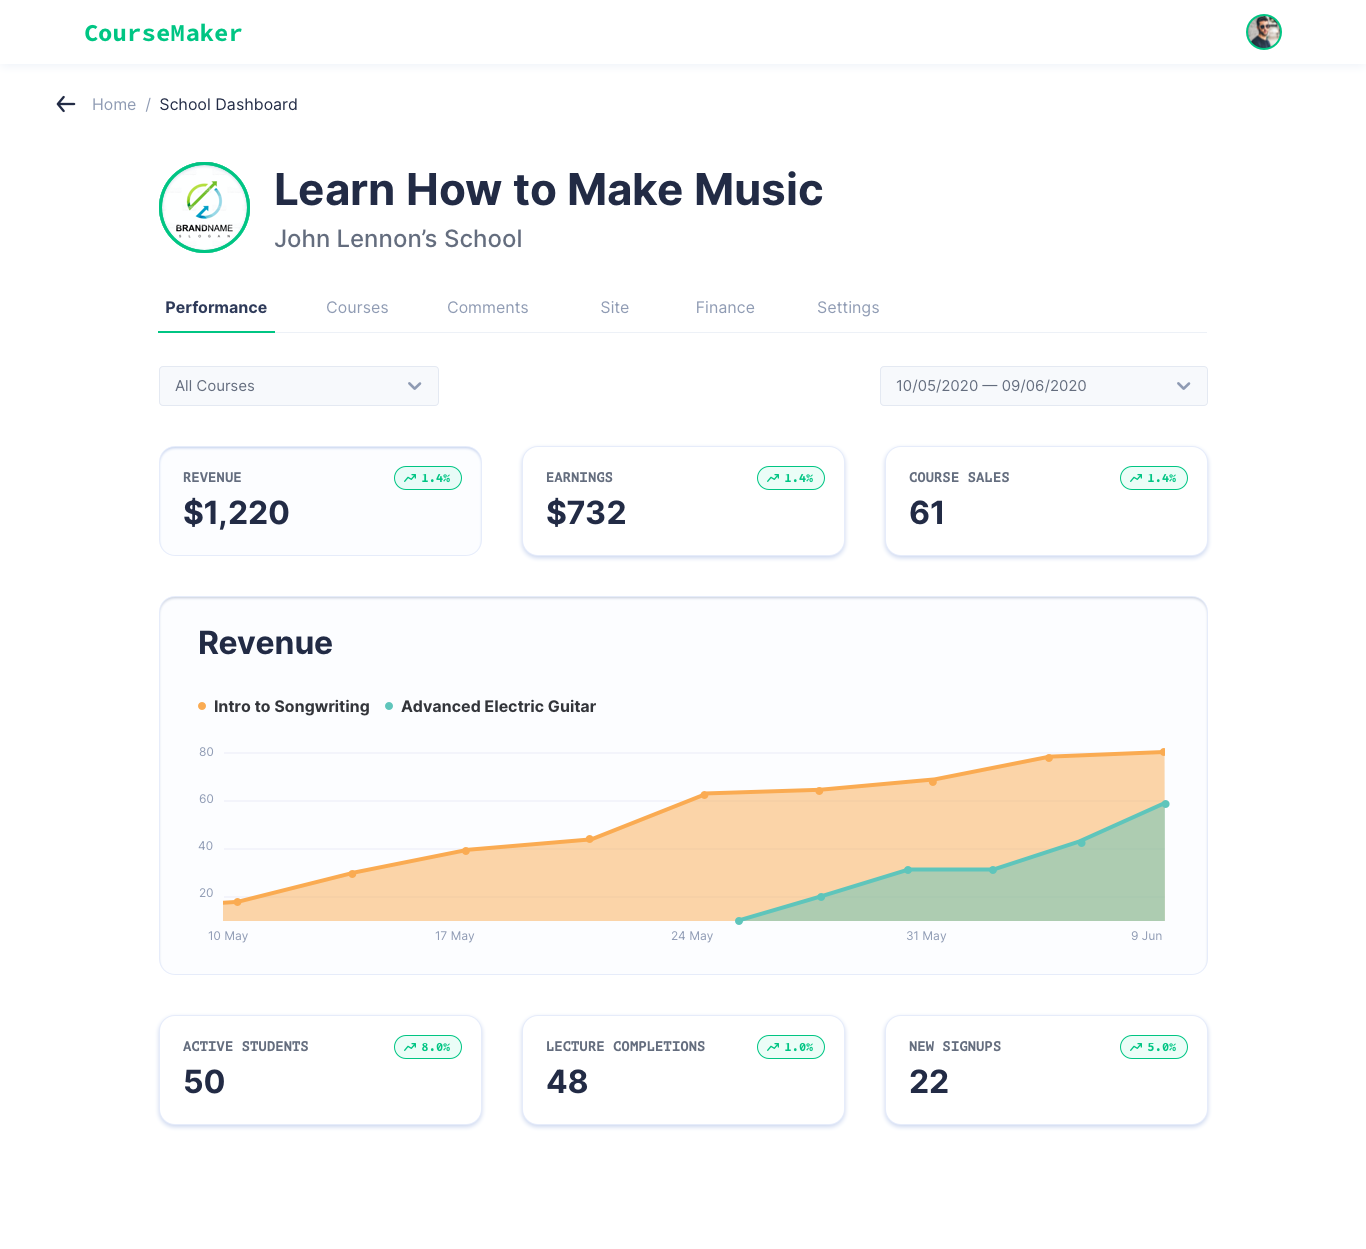 CourseMaker
Home / School Dashboard
BRANDNAME
Learn How to Make Music
John Lennon’s School
Performance Courses Comments Site Finance Settings
All Courses
10/05/2020 — 09/06/2020
REVENUE 1.4%
$1,220
EARNINGS 1.4%
$732
COURSE SALES 1.4%
61
Revenue
Intro to Songwriting Advanced Electric Guitar
80
60
40
20
10 May 17 May 24 May 31 May 9 Jun
ACTIVE STUDENTS 8.0%
50
LECTURE COMPLETIONS 1.0%
48
NEW SIGNUPS 5.0%
22